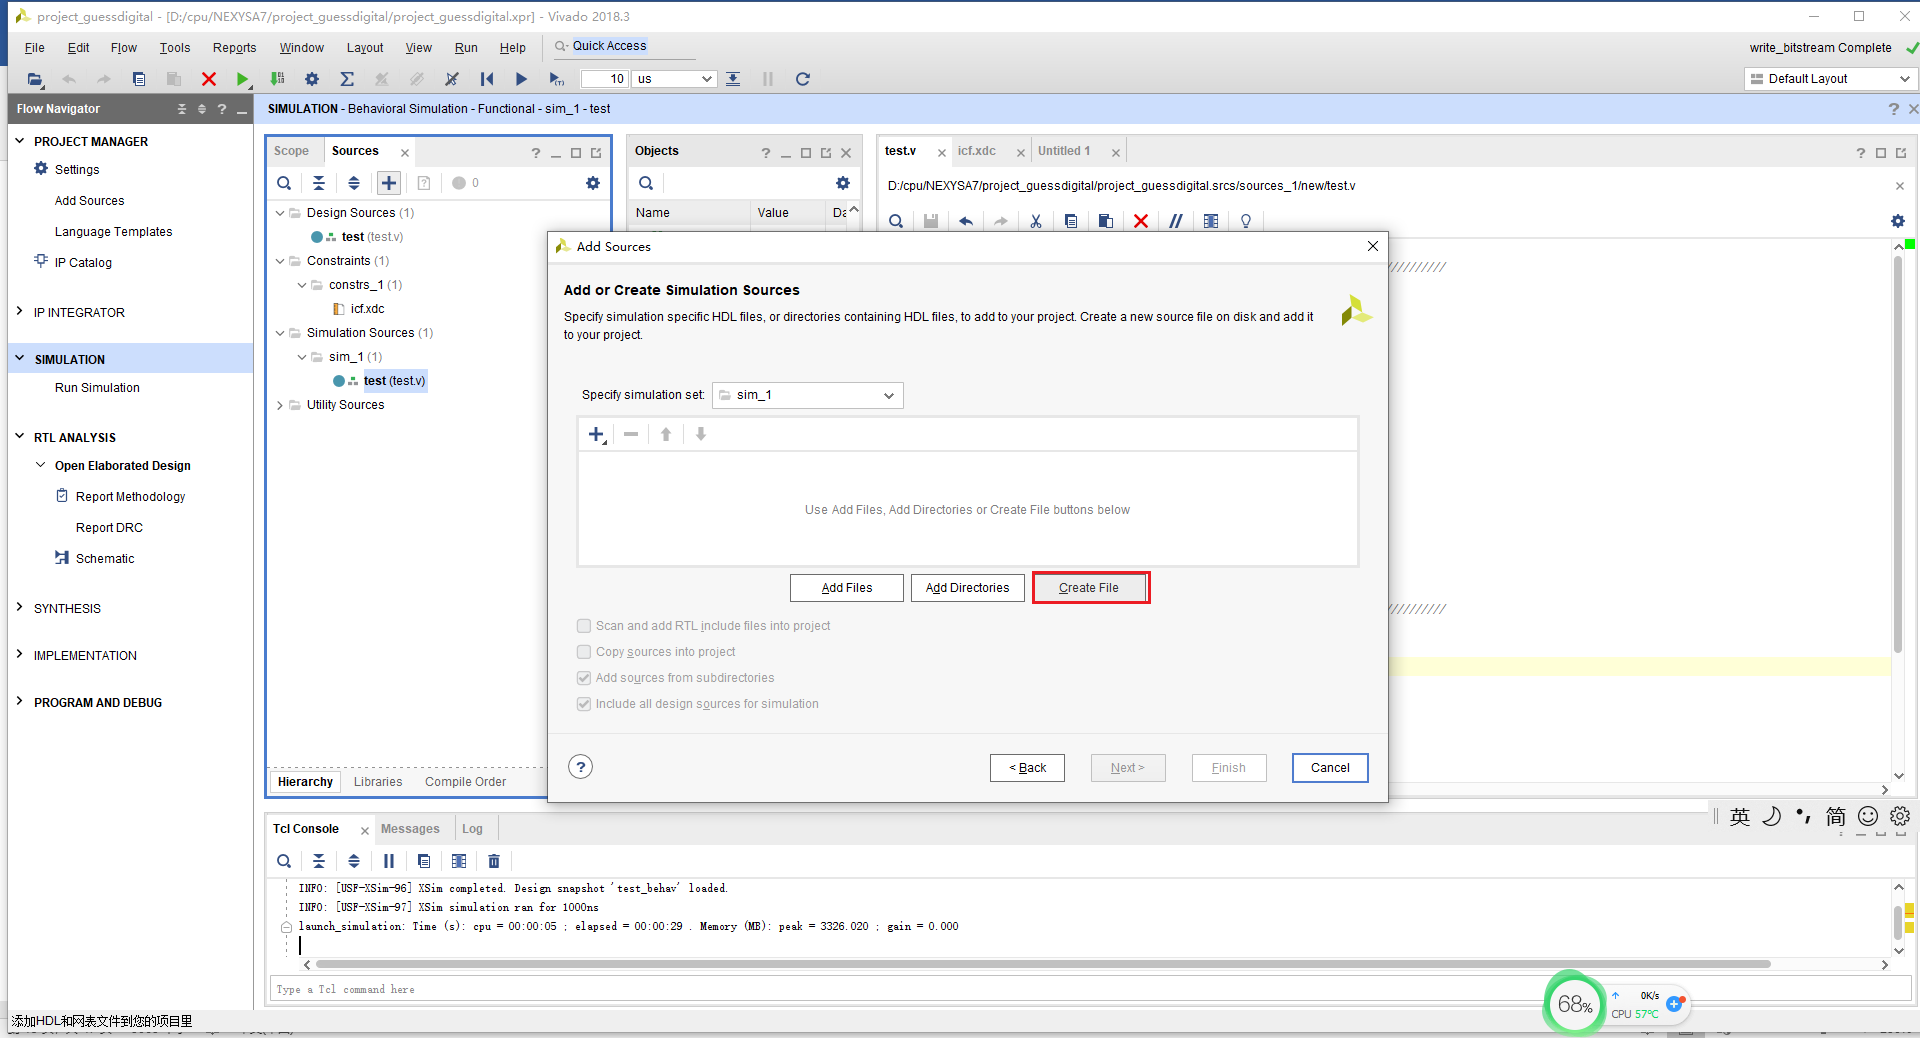 project_guessdigital - [D:/cpu/NEXYSA7/project_guessdigital/project_guessdigital.xpr] - Vivado 2018.3
File Edit Flow Tools Reports Window Layout View Run Help Quick Access
write_bitstream Complete
10 us
Default Layout
Flow Navigator
SIMULATION - Behavioral Simulation - Functional - sim_1 - test
PROJECT MANAGER
Settings
Add Sources
Language Templates
IP Catalog
IP INTEGRATOR
SIMULATION
Run Simulation
RTL ANALYSIS
Open Elaborated Design
Report Methodology
Report DRC
Schematic
SYNTHESIS
IMPLEMENTATION
PROGRAM AND DEBUG
Scope Sources
0
Design Sources (1)
test (test.v)
Constraints (1)
constrs_1 (1)
icf.xdc
Simulation Sources (1)
sim_1 (1)
test (test.v)
Utility Sources
Hierarchy Libraries Compile Order
Objects
Name Value
test.v icf.xdc Untitled 1
D:/cpu/NEXYSA7/project_guessdigital/project_guessdigital.srcs/sources_1/new/test.v
Add Sources
Add or Create Simulation Sources
Specify simulation specific HDL files, or directories containing HDL files, to add to your project. Create a new source file on disk and add it
to your project.
Specify simulation set: sim_1
Use Add Files, Add Directories or Create File buttons below
Add Files Add Directories Create File
Scan and add RTL include files into project
Copy sources into project
Add sources from subdirectories
Include all design sources for simulation
? < Back Next > Finish Cancel
Tcl Console Messages Log
INFO: [USF-XSim-96] XSim completed. Design snapshot 'test_behav' loaded.
INFO: [USF-XSim-97] XSim simulation ran for 1000ns
launch_simulation: Time (s): cpu = 00:00:05 ; elapsed = 00:00:29 . Memory (MB): peak = 3326.020 ; gain = 0.000
Type a Tcl command here
英 简
68%
0K/s
CPU 57℃
添加HDL和网表文件到您的项目里